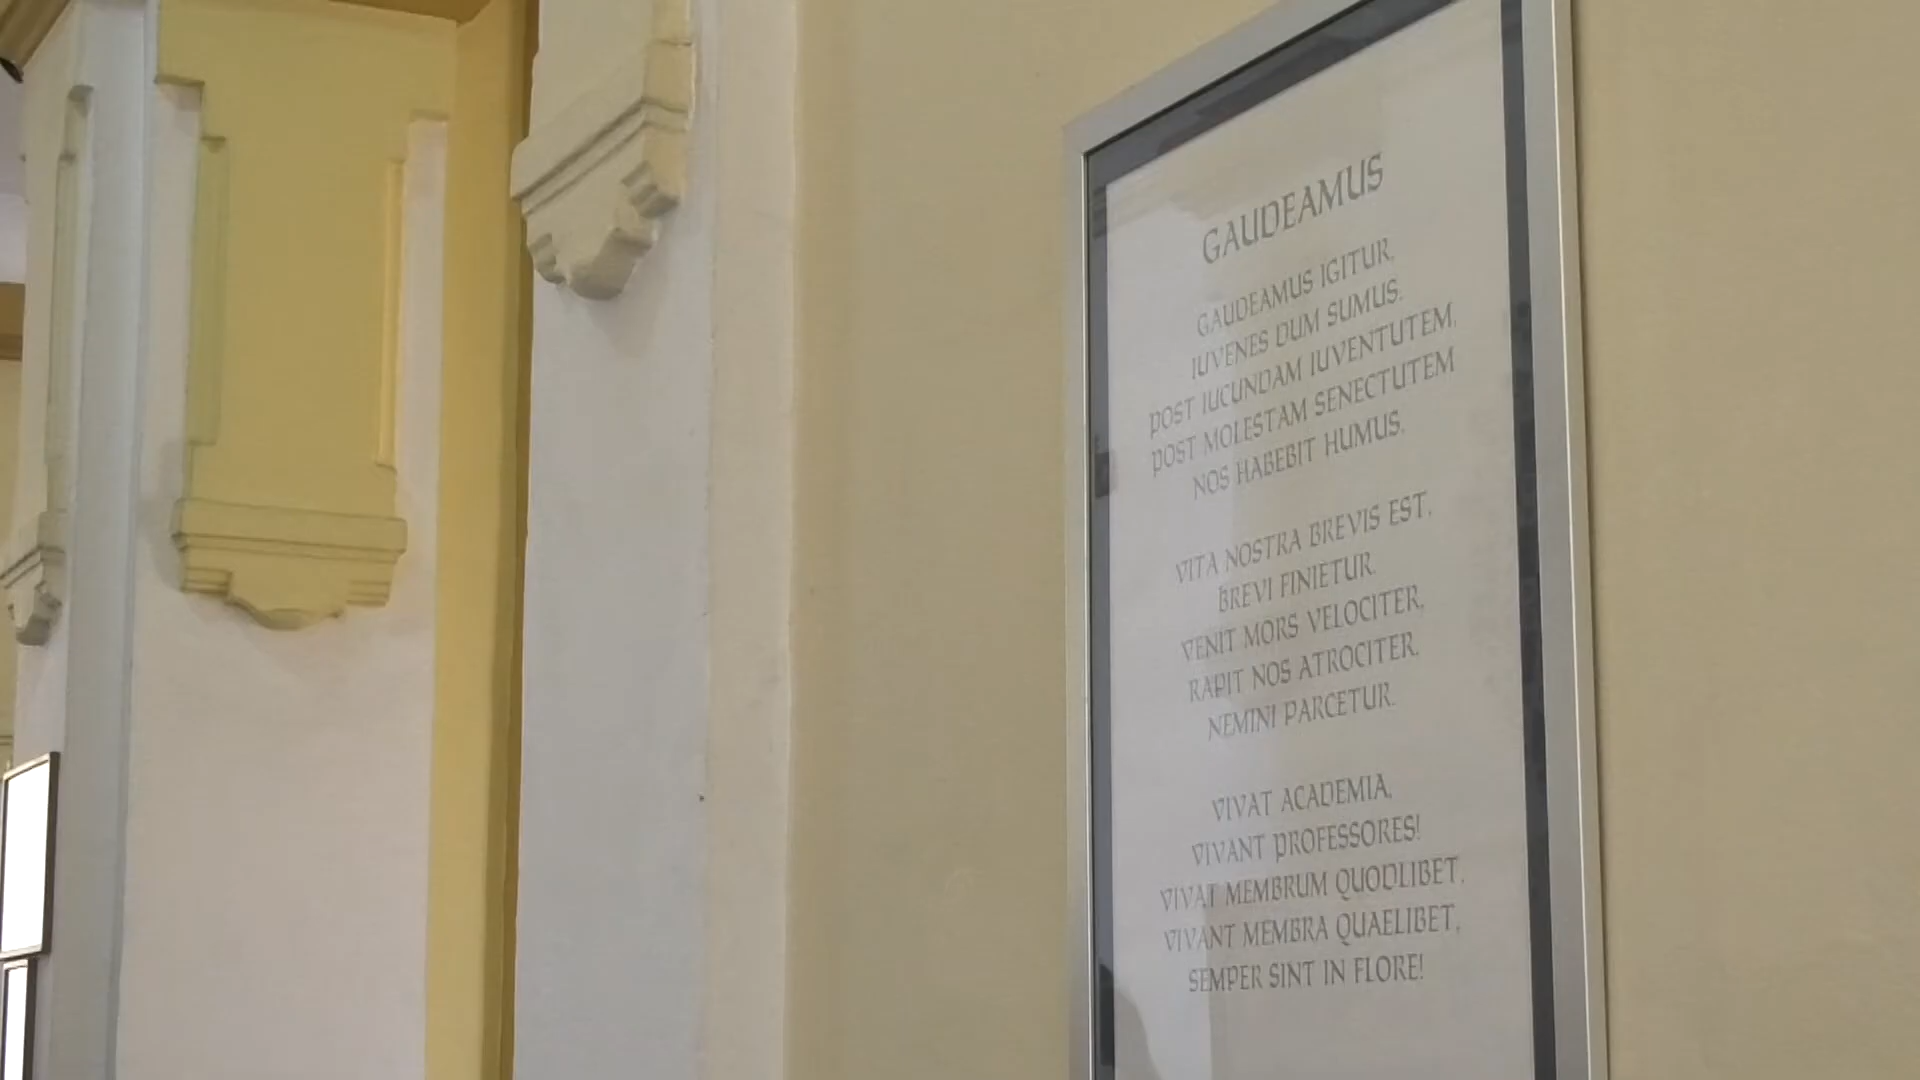 GAUDEAMUS
GAUDEAMUS IGITUR,
IUVENES DUM SUMUS.
POST IUCUNDAM IUVENTUTEM,
POST MOLESTAM SENECTUTEM
NOS HABEBIT HUMUS.
VITA NOSTRA BREVIS EST,
BREVI FINIETUR.
VENIT MORS VELOCITER,
RAPIT NOS ATROCITER,
NEMINI PARCETUR.
VIVAT ACADEMIA,
VIVANT PROFESSORES!
VIVAT MEMBRUM QUODLIBET,
VIVANT MEMBRA QUAELIBET,
SEMPER SINT IN FLORE!